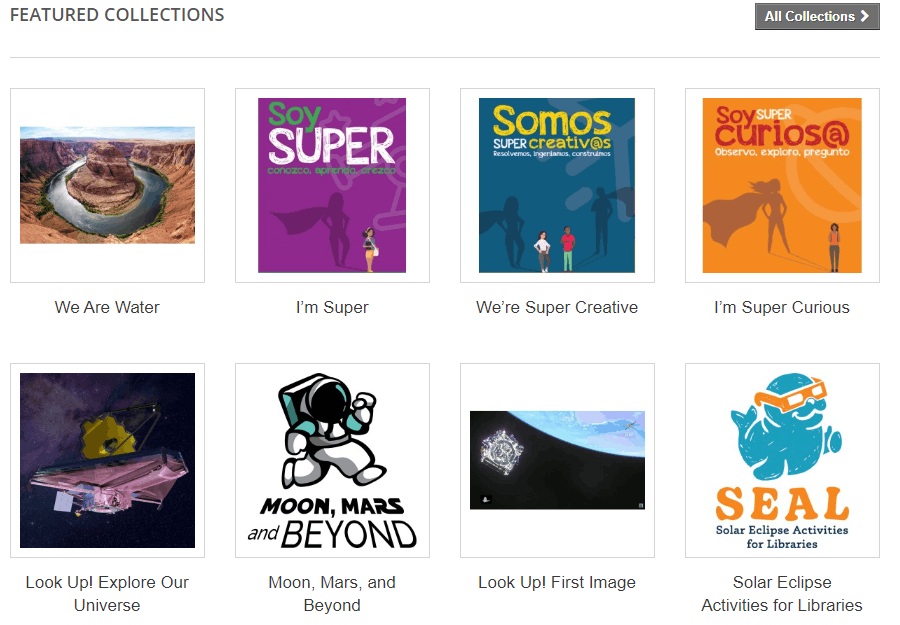 FEATURED COLLECTIONS
All Collections
Soy
SUPER
conozco, aprendo, crezco
Somos
SUPER creativ@s
Resolvemos, ingeniamos, construimos
Soy SUPER
curios@
Observo, exploro, pregunto
We Are Water
I'm Super
We're Super Creative
I'm Super Curious
MOON, MARS
and BEYOND
SEAL
Solar Eclipse Activities
for Libraries
Look Up! Explore Our
Universe
Moon, Mars, and
Beyond
Look Up! First Image
Solar Eclipse
Activities for Libraries